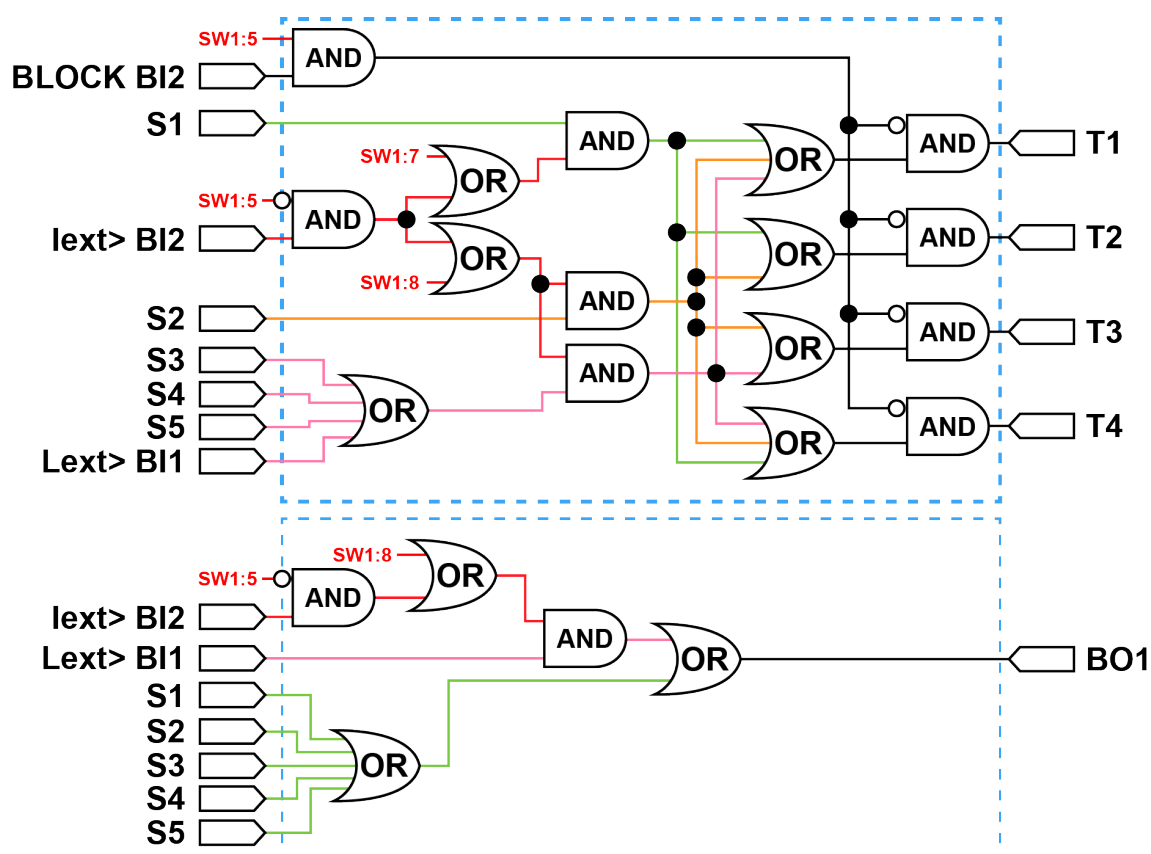 SW1:5
AND
BLOCK BI2
S1
AND
SW1:7
OR
OR
AND
T1
SW1:5
AND
Iext> BI2
OR
SW1:8
OR
AND
T2
S2
AND
OR
AND
T3
S3
S4
S5
Lext> BI1
OR
AND
OR
AND
T4
SW1:8
OR
SW1:5
AND
Iext> BI2
Lext> BI1
AND
OR
BO1
S1
S2
S3
S4
S5
OR